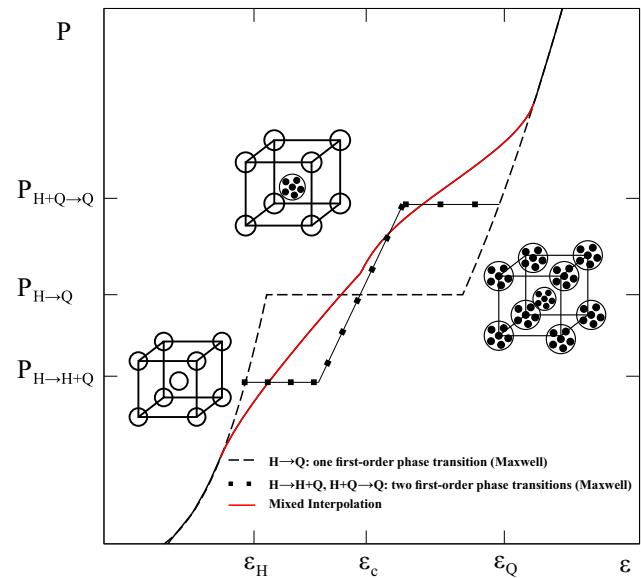 P
P_{H+Q→Q}
P_{H→Q}
P_{H→H+Q}
H→Q: one first-order phase transition (Maxwell)
H→H+Q, H+Q→Q: two first-order phase transitions (Maxwell)
Mixed Interpolation
ε_H ε_c ε_Q ε